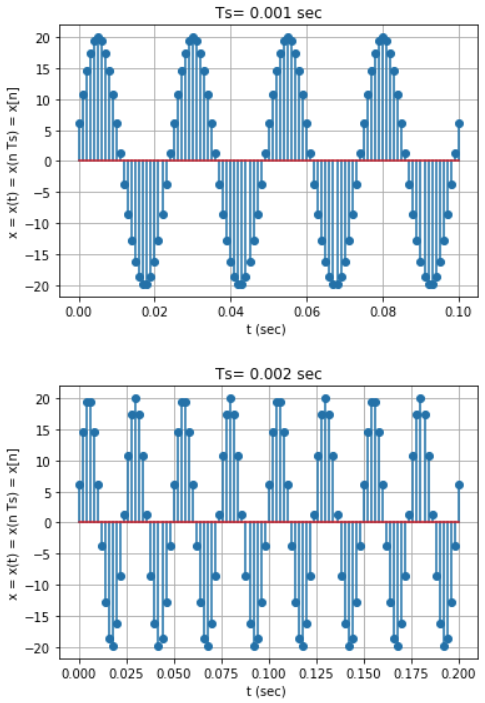 Ts= 0.001 sec
x = x(t) = x(n Ts) = x[n]
20
15
10
5
0
−5
−10
−15
−20
0.00 0.02 0.04 0.06 0.08 0.10
t (sec)
Ts= 0.002 sec
x = x(t) = x(n Ts) = x[n]
20
15
10
5
0
−5
−10
−15
−20
0.000 0.025 0.050 0.075 0.100 0.125 0.150 0.175 0.200
t (sec)